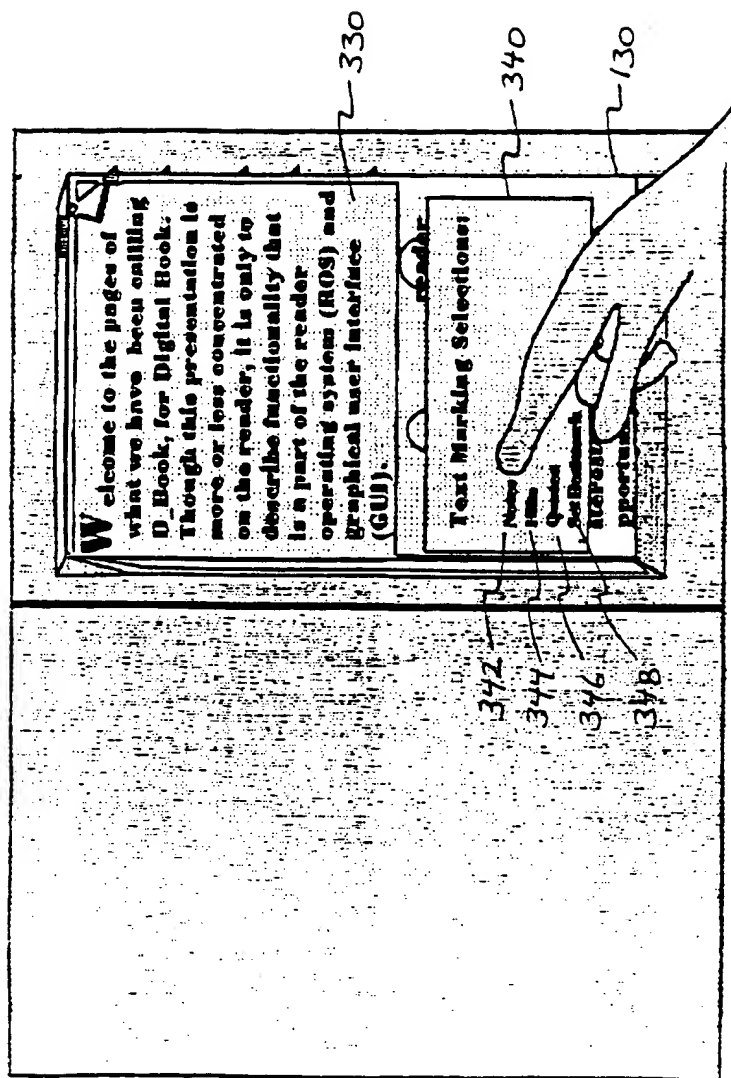 Welcome to the pages of
what we have been calling
D_Book, for Digital Book.
Though this presentation is
more or less concentrated
on the reader, it is only to
describe functionality that
is a part of the reader
operating system (ROS) and
graphical user interface
(GUI).
330
reader
Text Marking Selections:
340
342
Notes
344
346
348
Set Bookmark
pportun
130